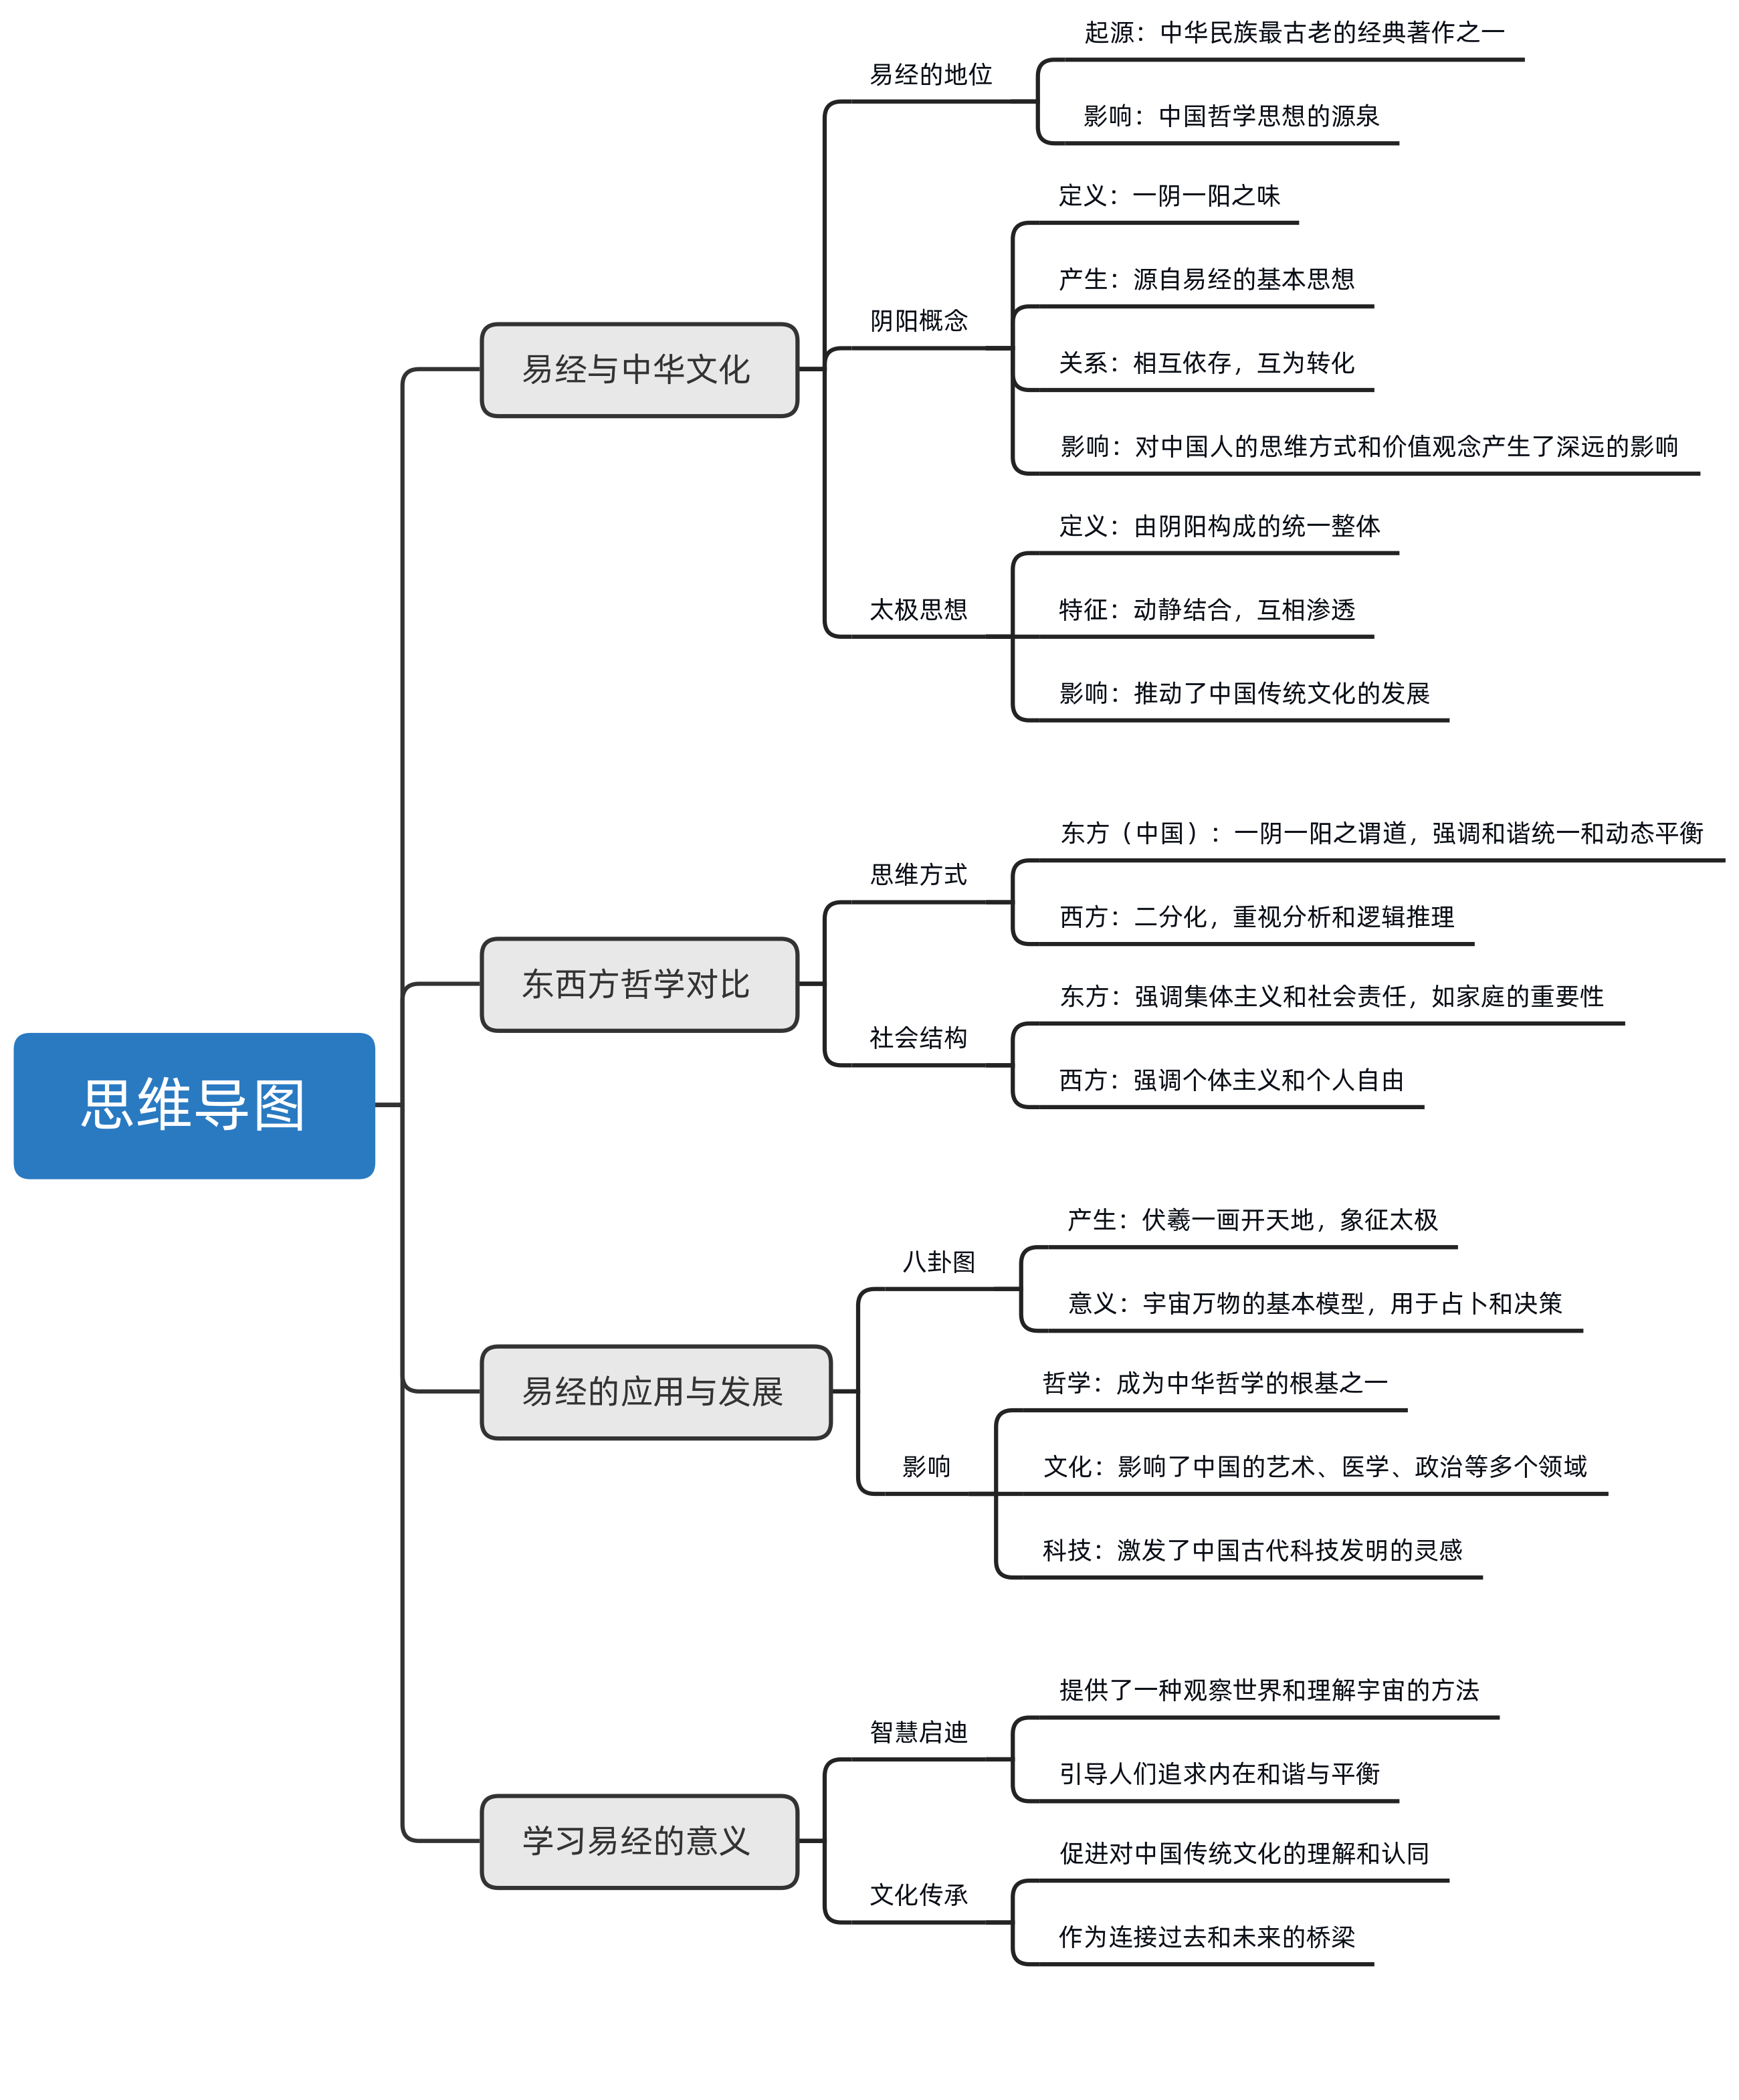 思维导图
易经与中华文化
易经的地位
起源：中华民族最古老的经典著作之一
影响：中国哲学思想的源泉
阴阳概念
定义：一阴一阳之味
产生：源自易经的基本思想
关系：相互依存，互为转化
影响：对中国人的思维方式和价值观念产生了深远的影响
太极思想
定义：由阴阳构成的统一整体
特征：动静结合，互相渗透
影响：推动了中国传统文化的发展
东西方哲学对比
思维方式
东方（中国）：一阴一阳之谓道，强调和谐统一和动态平衡
西方：二分化，重视分析和逻辑推理
社会结构
东方：强调集体主义和社会责任，如家庭的重要性
西方：强调个体主义和个人自由
易经的应用与发展
八卦图
产生：伏羲一画开天地，象征太极
意义：宇宙万物的基本模型，用于占卜和决策
影响
哲学：成为中华哲学的根基之一
文化：影响了中国的艺术、医学、政治等多个领域
科技：激发了中国古代科技发明的灵感
学习易经的意义
智慧启迪
提供了一种观察世界和理解宇宙的方法
引导人们追求内在和谐与平衡
文化传承
促进对中国传统文化的理解和认同
作为连接过去和未来的桥梁